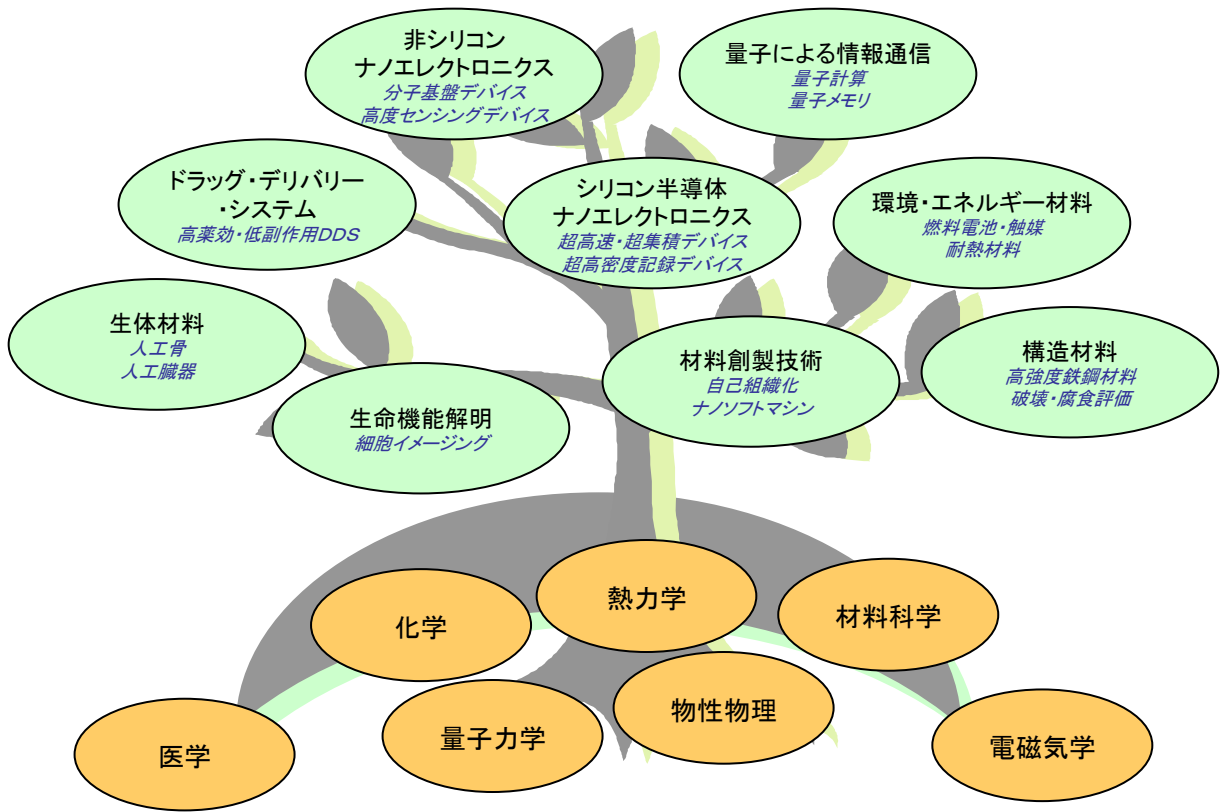 非シリコン
ナノエレクトロニクス
分子基盤デバイス
高度センシングデバイス
量子による情報通信
量子計算
量子メモリ
ドラッグ・デリバリー
・システム
高薬効・低副作用DDS
シリコン半導体
ナノエレクトロニクス
超高速・超集積デバイス
超高密度記録デバイス
環境・エネルギー材料
燃料電池・触媒
耐熱材料
生体材料
人工骨
人工臓器
生命機能解明
細胞イメージング
材料創製技術
自己組織化
ナノソフトマシン
構造材料
高強度鉄鋼材料
破壊・腐食評価
化学
熱力学
材料科学
医学
量子力学
物性物理
電磁気学